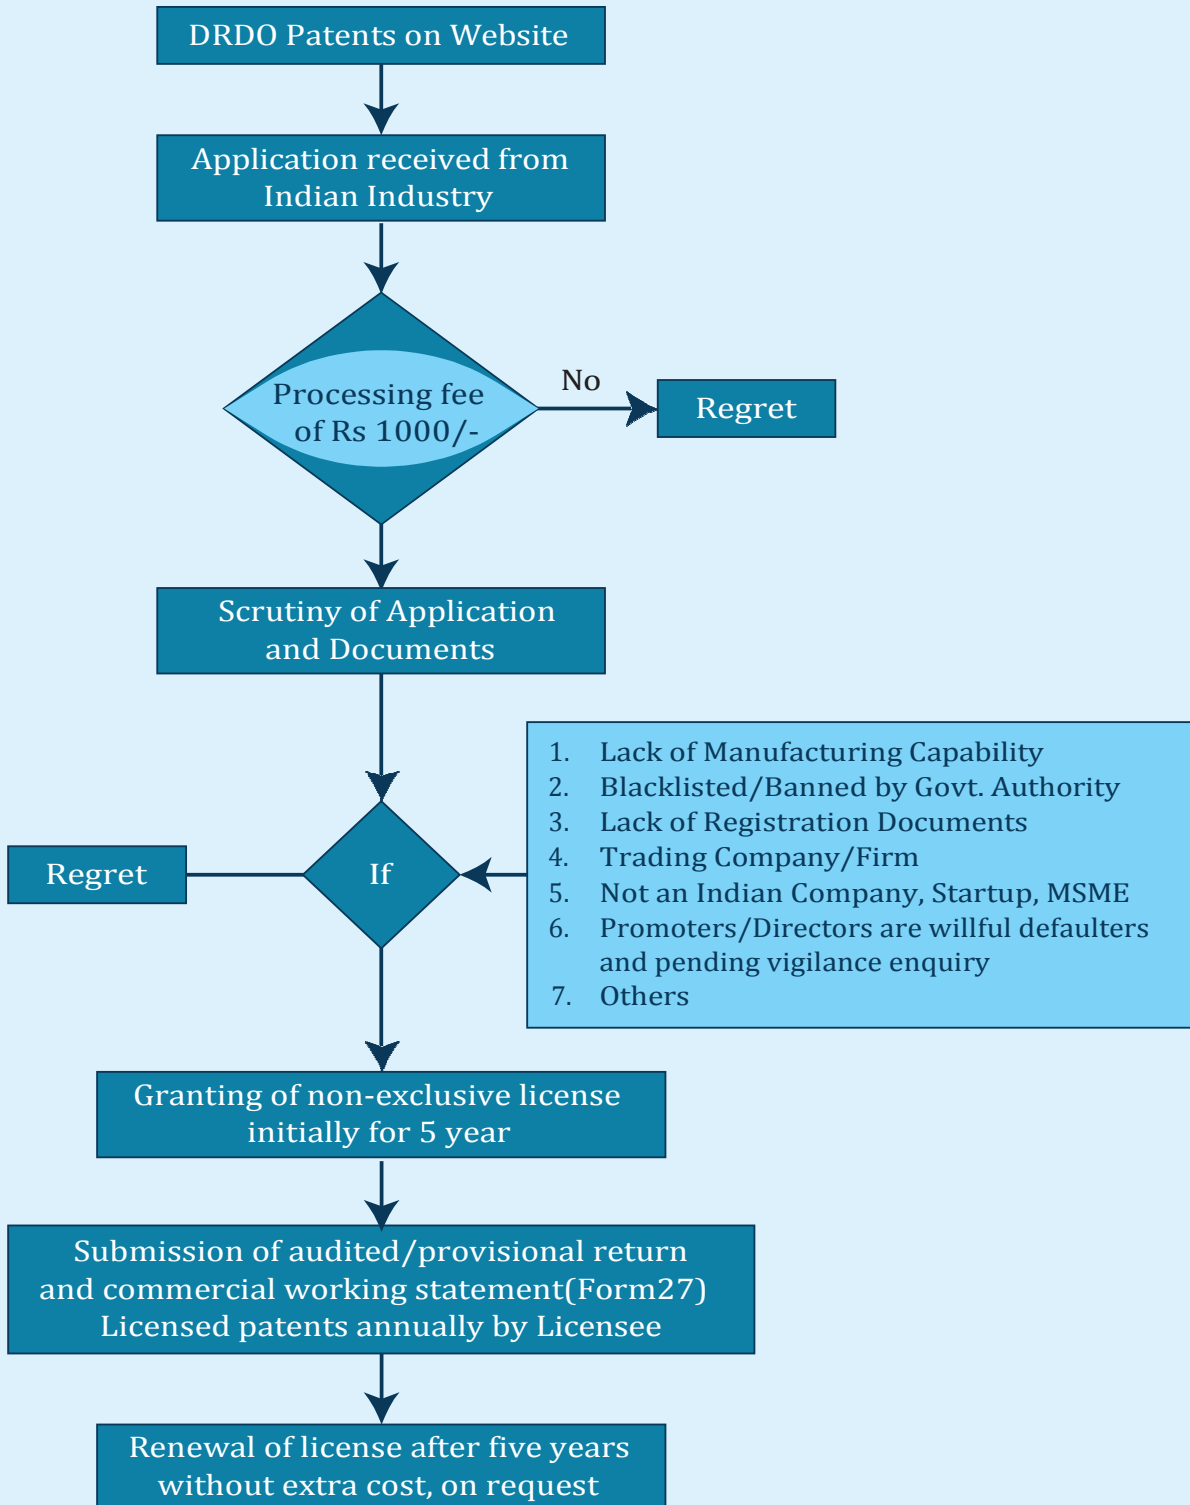 DRDO Patents on Website
Application received from
Indian Industry
Processing fee
of Rs 1000/-
No
Regret
Scrutiny of Application
and Documents
1. Lack of Manufacturing Capability
2. Blacklisted/Banned by Govt. Authority
3. Lack of Registration Documents
4. Trading Company/Firm
5. Not an Indian Company, Startup, MSME
6. Promoters/Directors are willful defaulters
and pending vigilance enquiry
7. Others
If
Regret
Granting of non-exclusive license
initially for 5 year
Submission of audited/provisional return
and commercial working statement(Form27)
Licensed patents annually by Licensee
Renewal of license after five years
without extra cost, on request